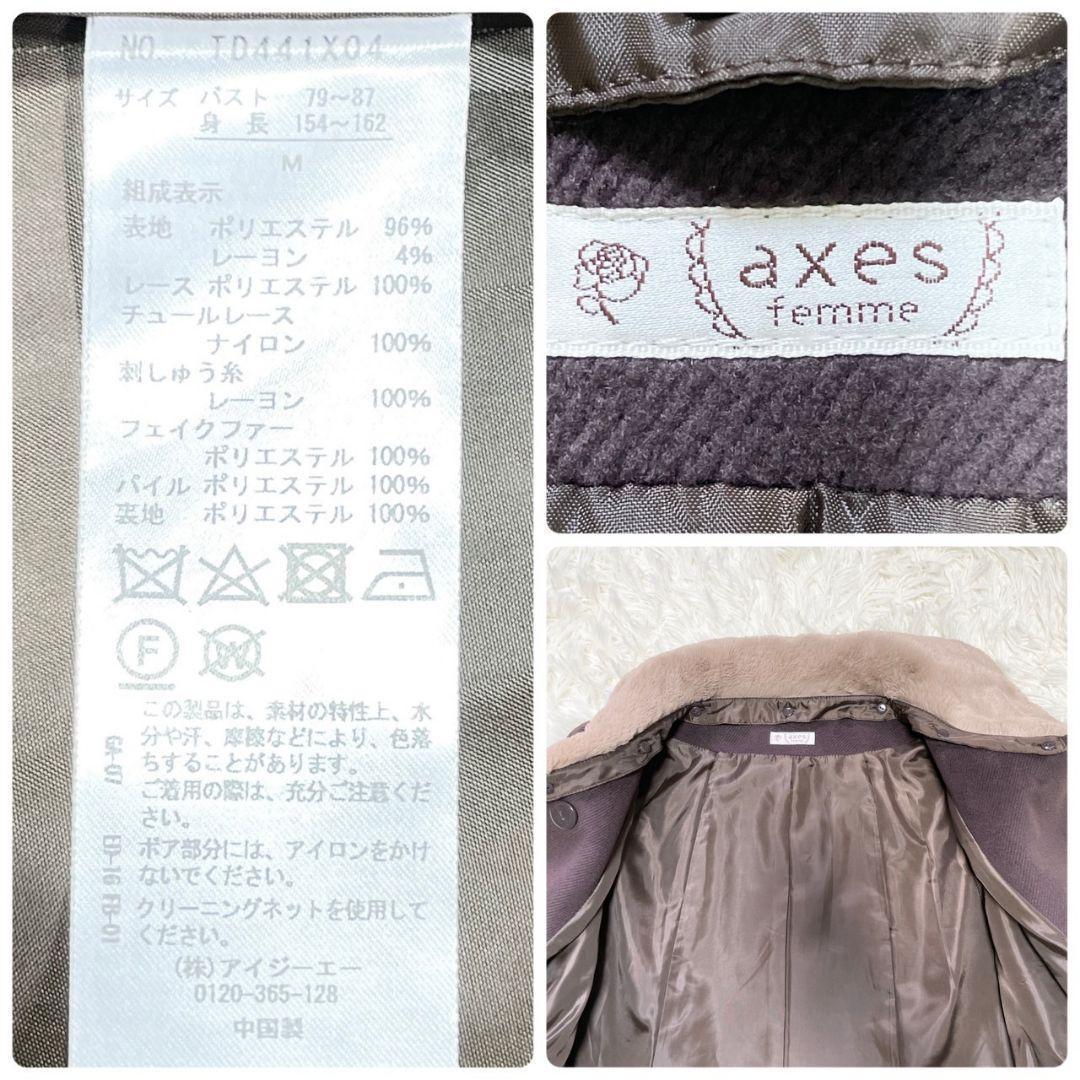 NO. TD441X04
サイズ バスト 79~87
身 長 154~162
M
組成表示
表地 ポリエステル 96%
レーヨン 4%
レース ポリエステル 100%
チュールレース
ナイロン 100%
刺しゅう糸
レーヨン 100%
フェイクファー
ポリエステル 100%
パイル ポリエステル 100%
裏地 ポリエステル 100%
F
W
この製品は、素材の特性上、水
分や汗、摩擦などにより、色落
ちすることがあります。
ご着用の際は、充分ご注意くだ
さい。
ボア部分には、アイロンをかけ
ないでください。
クリーニングネットを使用して
ください。
(株)アイジーエー
0120-365-128
中国製
axes
femme
axes
femme